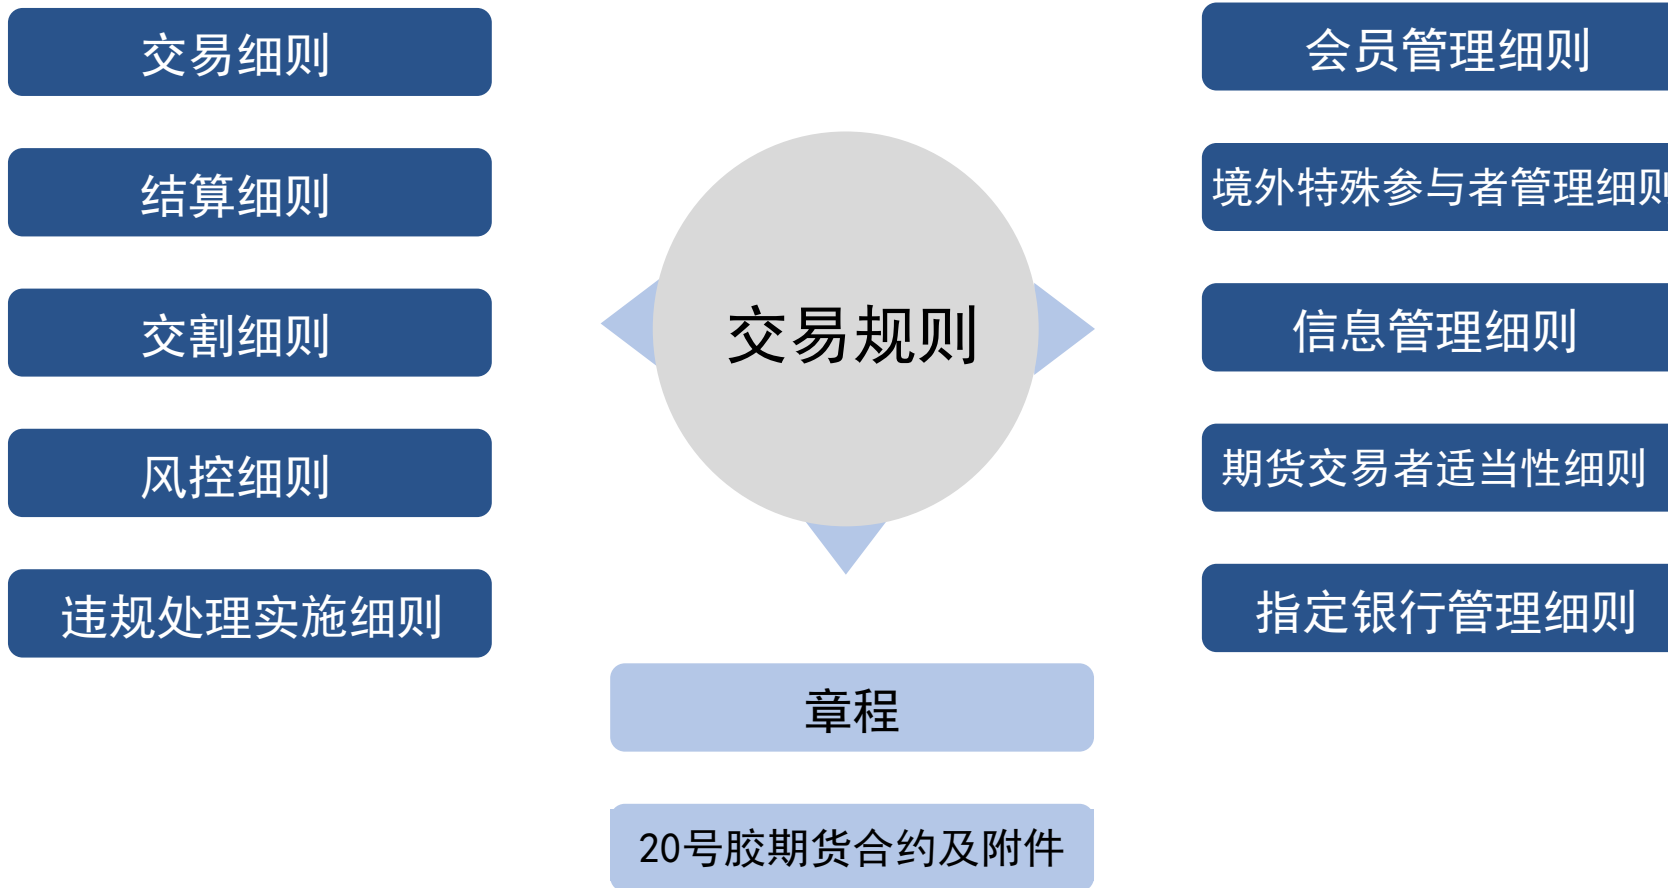 交易细则
结算细则
交割细则
风控细则
违规处理实施细则
交易规则
章程
20号胶期货合约及附件
会员管理细则
境外特殊参与者管理细则
信息管理细则
期货交易者适当性细则
指定银行管理细则